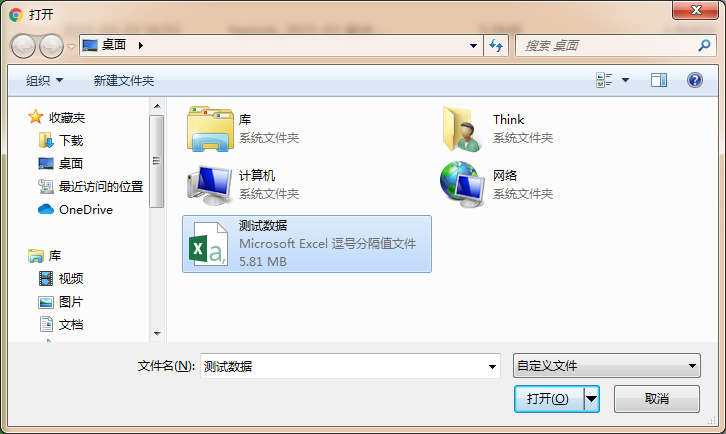 打开
桌面
搜索 桌面
组织 新建文件夹
收藏夹
下载
桌面
最近访问的位置
OneDrive
库
视频
图片
文档
库
系统文件夹
Think
系统文件夹
计算机
系统文件夹
网络
系统文件夹
测试数据
Microsoft Excel 逗号分隔值文件
5.81 MB
文件名(N): 测试数据 自定义文件
打开(O) 取消